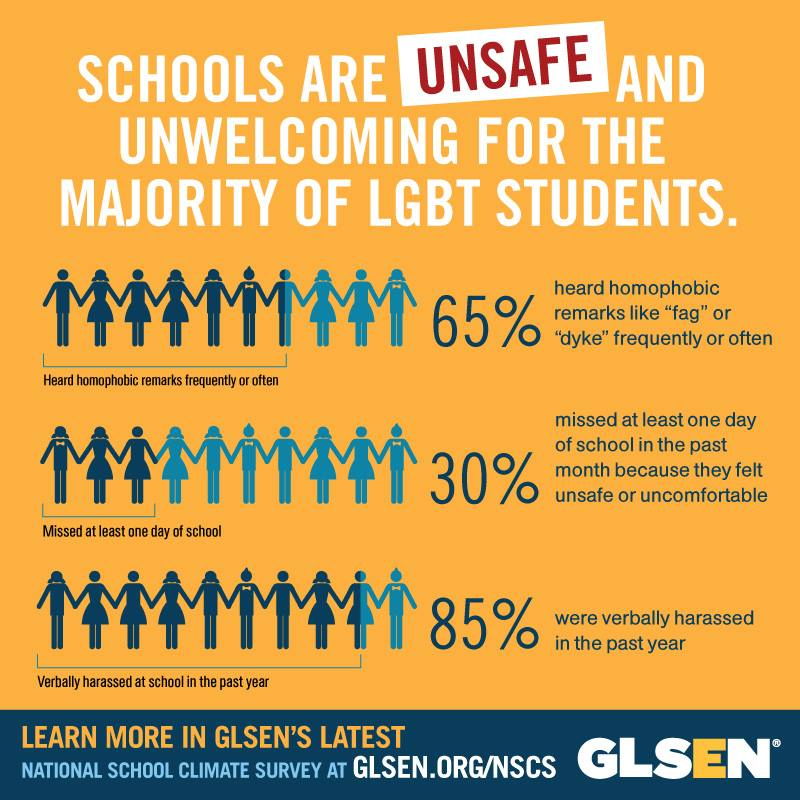 SCHOOLS ARE UNSAFE AND
UNWELCOMING FOR THE
MAJORITY OF LGBT STUDENTS.
65%
heard homophobic
remarks like “fag” or
“dyke” frequently or often
Heard homophobic remarks frequently or often
30%
missed at least one day
of school in the past
month because they felt
unsafe or uncomfortable
Missed at least one day of school
85%
were verbally harassed
in the past year
Verbally harassed at school in the past year
LEARN MORE IN GLSEN’S LATEST
NATIONAL SCHOOL CLIMATE SURVEY AT GLSEN.ORG/NSCS
GLSEN®